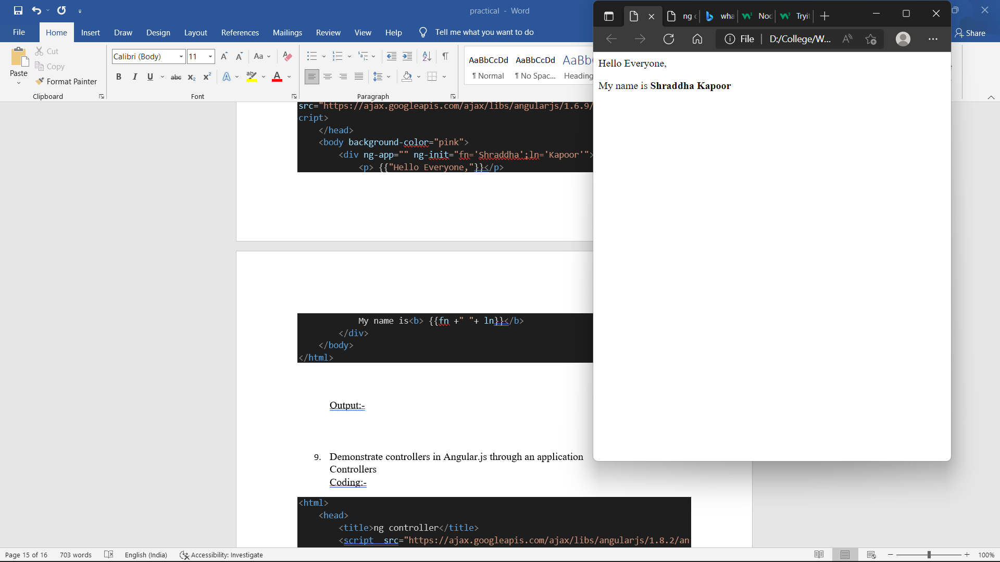 practical - Word
File Home Insert Draw Design Layout References Mailings Review View Help Tell me what you want to do
Share
Paste
Cut
Copy
Format Painter
Clipboard
Calibri (Body) 11
Font
Paragraph
AaBbCcDd AaBbCcDd AaBb
¶ Normal ¶ No Spac... Heading
ng
wha
Noc
Tryi
File D:/College/W...
Hello Everyone,
My name is Shraddha Kapoor
src="https://ajax.googleapis.com/ajax/libs/angularjs/1.6.9/
cript>
</head>
<body background-color="pink">
<div ng-app="" ng-init="fn='Shraddha';ln='Kapoor'">
<p> {{"Hello Everyone,"}}</p>
My name is<b> {{fn +" "+ ln}}</b>
</div>
</body>
</html>
Output:-
9. Demonstrate controllers in Angular.js through an application
Controllers
Coding:-
<html>
<head>
<title>ng controller</title>
<script src="https://ajax.googleapis.com/ajax/libs/angularjs/1.8.2/an
Page 15 of 16 703 words English (India) Accessibility: Investigate 100%